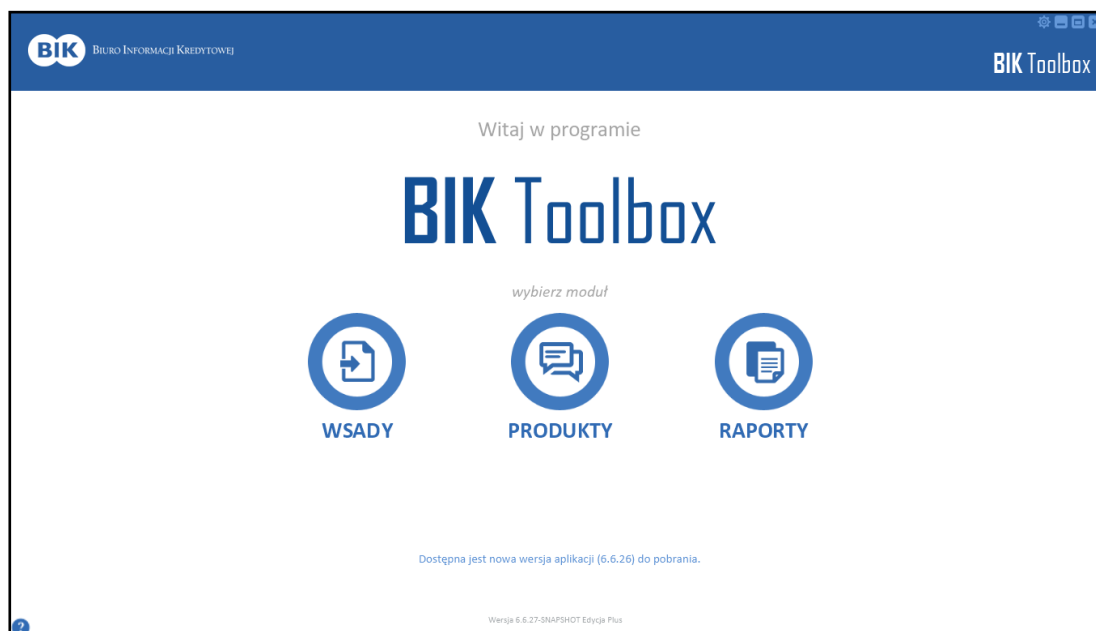 BIK BIURO INFORMACJI KREDYTOWEJ
BIK Toolbox
Witaj w programie
BIK Toolbox
wybierz moduł
WSADY PRODUKTY RAPORTY
Dostępna jest nowa wersja aplikacji (6.6.26) do pobrania.
Wersja 6.6.27-SNAPSHOT Edycja Plus
?